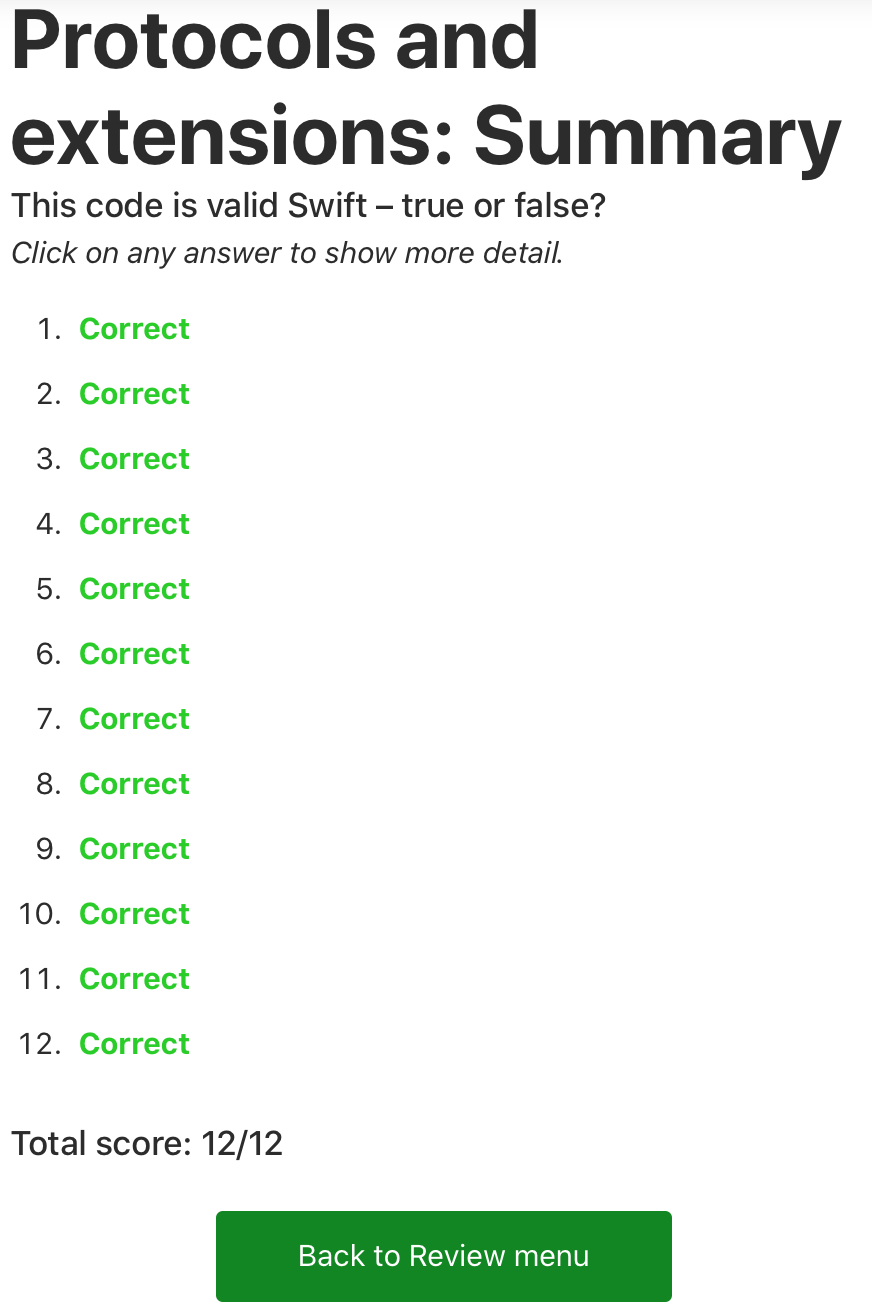 Protocols and
extensions: Summary
This code is valid Swift – true or false?
Click on any answer to show more detail.
1. Correct
2. Correct
3. Correct
4. Correct
5. Correct
6. Correct
7. Correct
8. Correct
9. Correct
10. Correct
11. Correct
12. Correct
Total score: 12/12
Back to Review menu